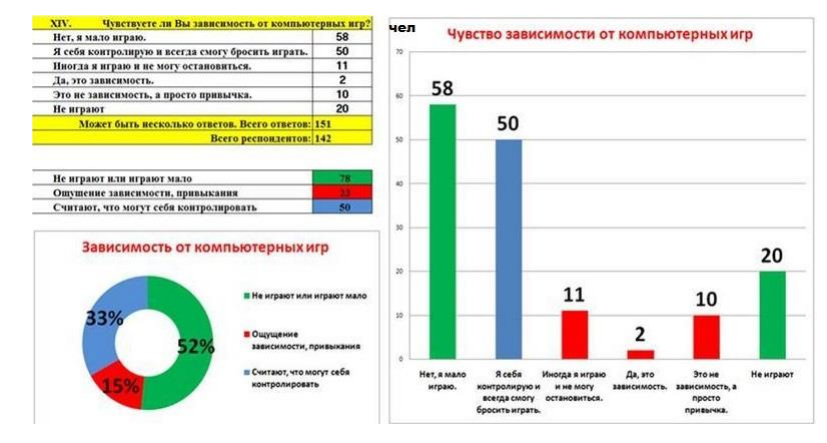 XIV. Чувствуете ли Вы зависимость от компьютерных игр?
Нет, я мало играю. 58
Я себя контролирую и всегда смогу бросить играть. 50
Иногда я играю и не могу остановиться. 11
Да, это зависимость. 2
Это не зависимость, а просто привычка. 10
Не играют 20
Может быть несколько ответов. Всего ответов: 151
Всего респондентов: 142
Не играют или играют мало 78
Ощущение зависимости, привыкания 23
Считают, что могут себя контролировать 50
Зависимость от компьютерных игр
33%
52%
15%
Не играют или играют мало
Ощущение
зависимости, привыкания
Считают, что могут себя
контролировать
чел
Чувство зависимости от компьютерных игр
70
60
50
40
30
20
10
0
58
50
11
2
10
20
Нет, я мало
играю.
Я себя
контролирую и
всегда смогу
бросить играть.
Иногда я играю
и не могу
остановиться.
Да, это
зависимость.
Это не
зависимость, а
просто
привычка.
Не играют